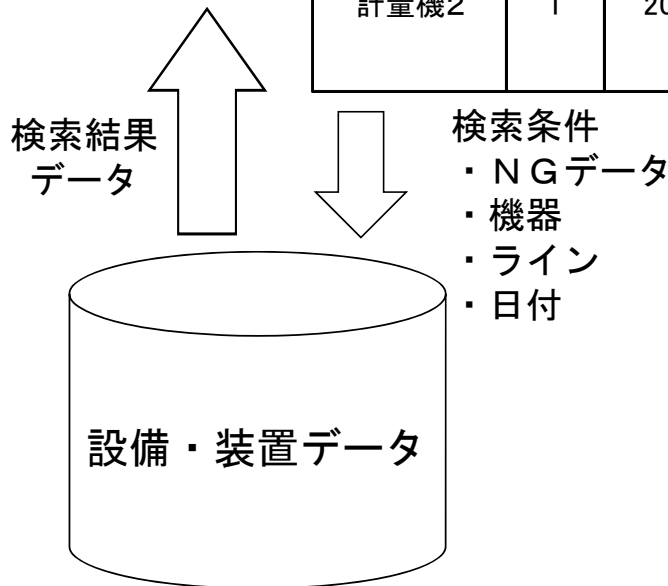 計量機2 1 20
検索結果
データ
検索条件
・ＮＧデータ
・機器
・ライン
・日付
設備・装置データ